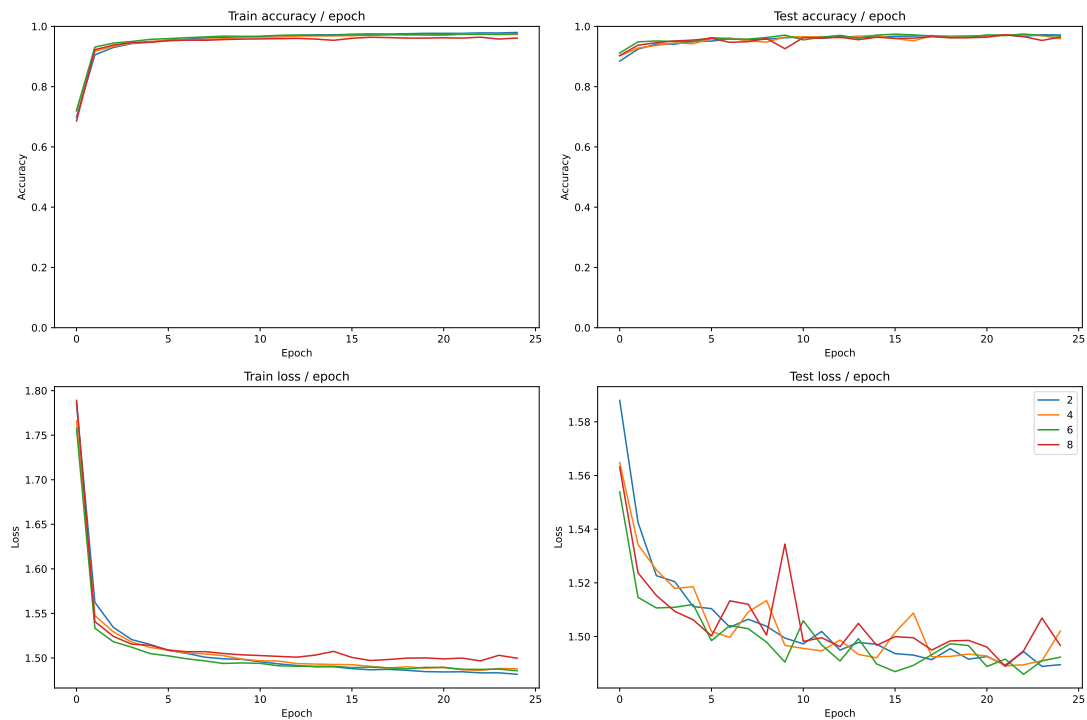 Train accuracy / epoch
1.0
0.8
0.6
0.4
0.2
0.0
Accuracy
0 5 10 15 20 25
Epoch
Test accuracy / epoch
1.0
0.8
0.6
0.4
0.2
0.0
Accuracy
0 5 10 15 20 25
Epoch
Train loss / epoch
1.80
1.75
1.70
1.65
1.60
1.55
1.50
Loss
0 5 10 15 20 25
Epoch
Test loss / epoch
1.58
1.56
1.54
1.52
1.50
Loss
0 5 10 15 20 25
Epoch
2
4
6
8